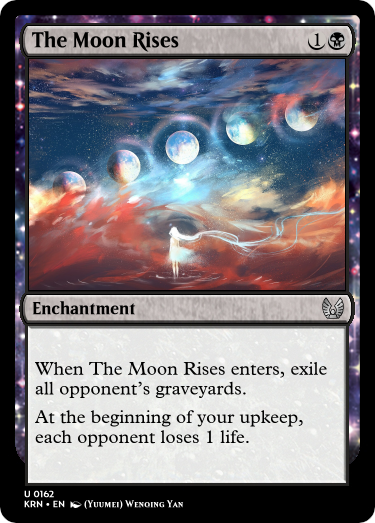 The Moon Rises 1
Enchantment
When The Moon Rises enters, exile
all opponent's graveyards.
At the beginning of your upkeep,
each opponent loses 1 life.
U 0162
KRN • EN (Yuumei) Wenqing Yan